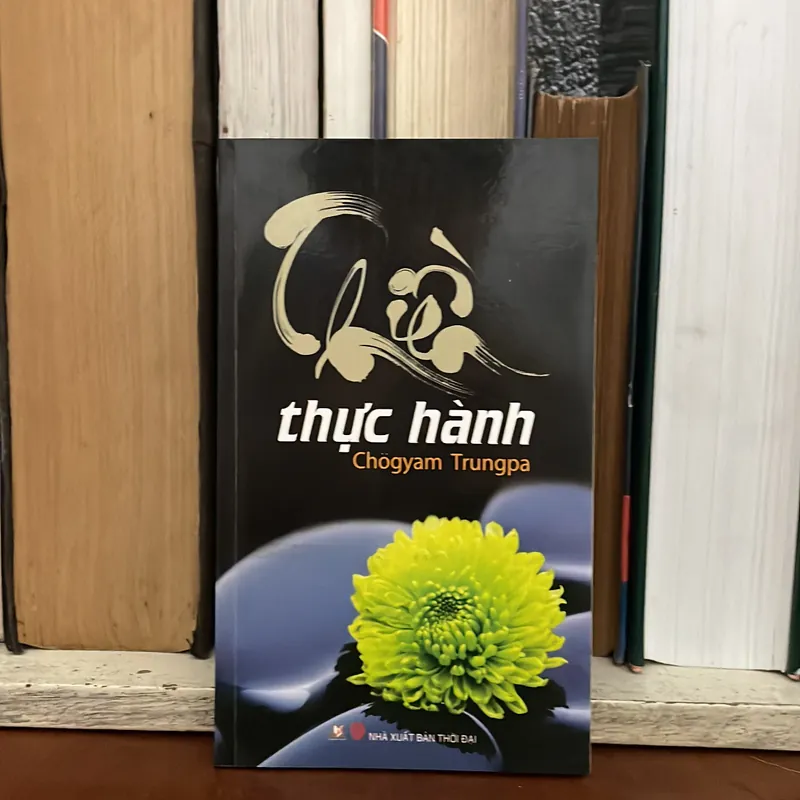 Thiền
thực hành
Chögyam Trungpa
NHÀ XUẤT BẢN THỜI ĐẠI